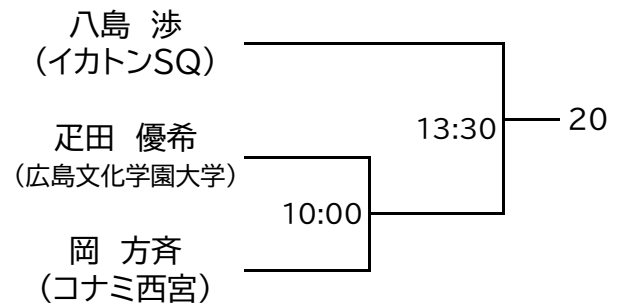 八島 渉
（イカトンSQ）
13:30
20
疋田 優希
（広島文化学園大学）
10:00
岡 方斉
（コナミ西宮）